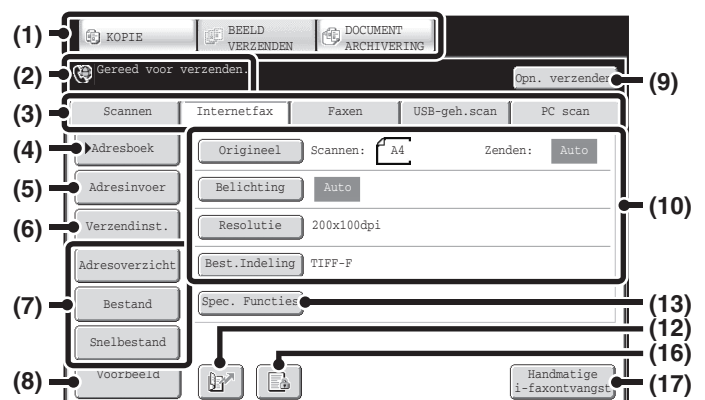 (1) KOPIE BEELD VERZENDEN DOCUMENT ARCHIVERING
(2) Gereed voor verzenden.
Opn. verzenden (9)
(3) Scannen Internetfax Faxen USB-geh.scan PC scan
(4) Adresboek Origineel Scannen: A4 Zenden: Auto
(5) Adresinvoer Belichting Auto
(10)
(6) Verzendinst. Resolutie 200x100dpi
Adresoverzicht Best.Indeling TIFF-F
(7) Bestand Spec. Functies (13)
(12)
Snelbestand
(16)
(8) Voorbeeld Handmatige i-faxontvangst (17)